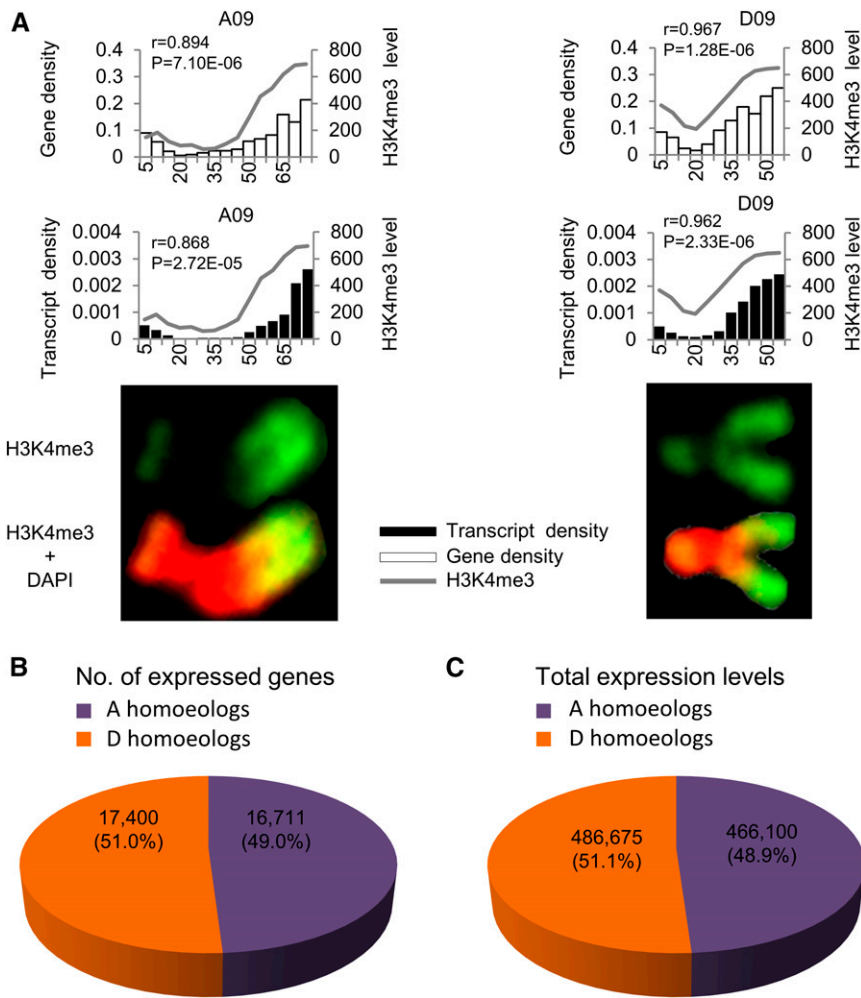 A
A09
r=0.894
P=7.10E-06
Gene density
0.4
0.3
0.2
0.1
0
800
600
400
200
0
H3K4me3 level
5
20
35
50
65
D09
r=0.967
P=1.28E-06
Gene density
0.4
0.3
0.2
0.1
0
800
600
400
200
0
H3K4me3 level
5
20
35
50
A09
r=0.868
P=2.72E-05
Transcript density
0.004
0.003
0.002
0.001
0
800
600
400
200
0
H3K4me3 level
5
20
35
50
65
D09
r=0.962
P=2.33E-06
Transcript density
0.004
0.003
0.002
0.001
0
800
600
400
200
0
H3K4me3 level
5
20
35
50
H3K4me3
H3K4me3
+
DAPI
Transcript density
Gene density
H3K4me3
B
No. of expressed genes
A homoeologs
D homoeologs
17,400
(51.0%)
16,711
(49.0%)
C
Total expression levels
A homoeologs
D homoeologs
486,675
(51.1%)
466,100
(48.9%)